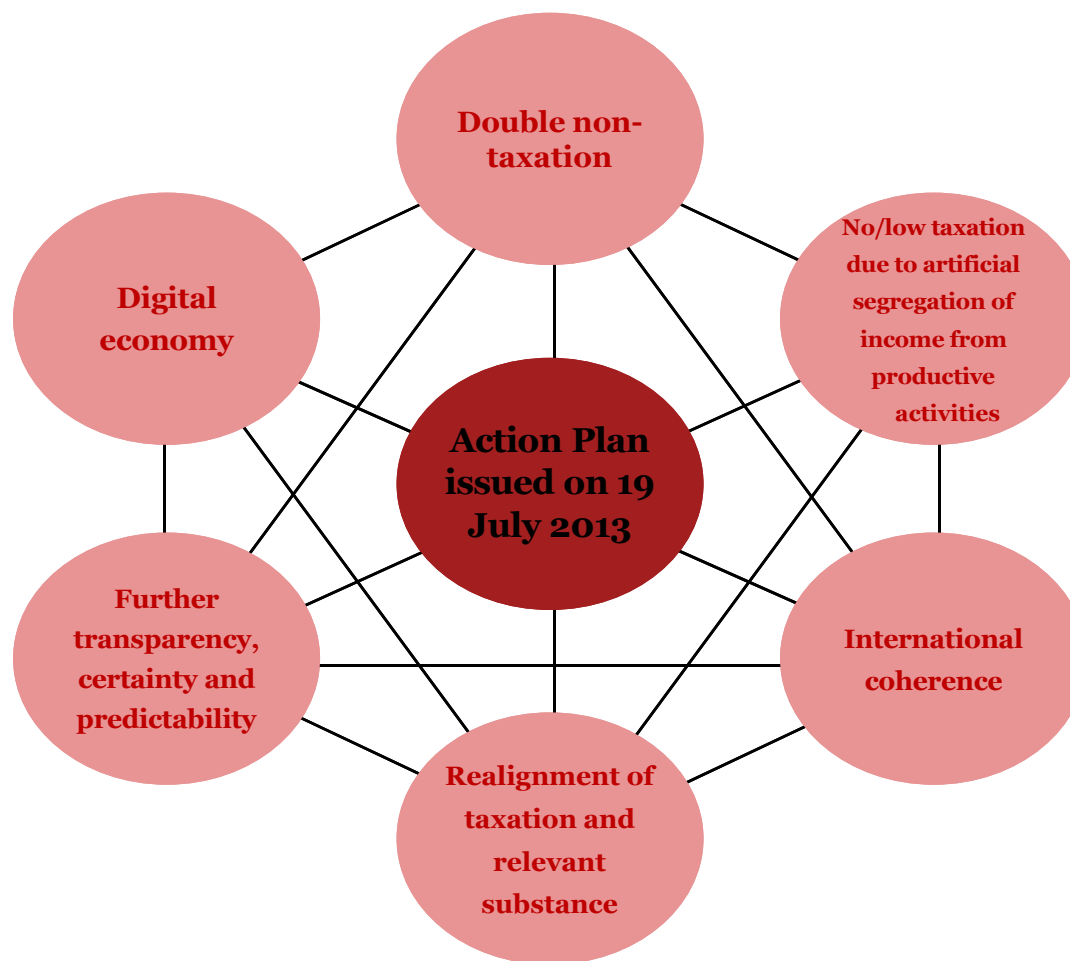 Double non-
taxation
No/low taxation
due to artificial
segregation of
income from
productive
activities
Digital
economy
Action Plan
issued on 19
July 2013
Further
transparency,
certainty and
predictability
International
coherence
Realignment of
taxation and
relevant
substance